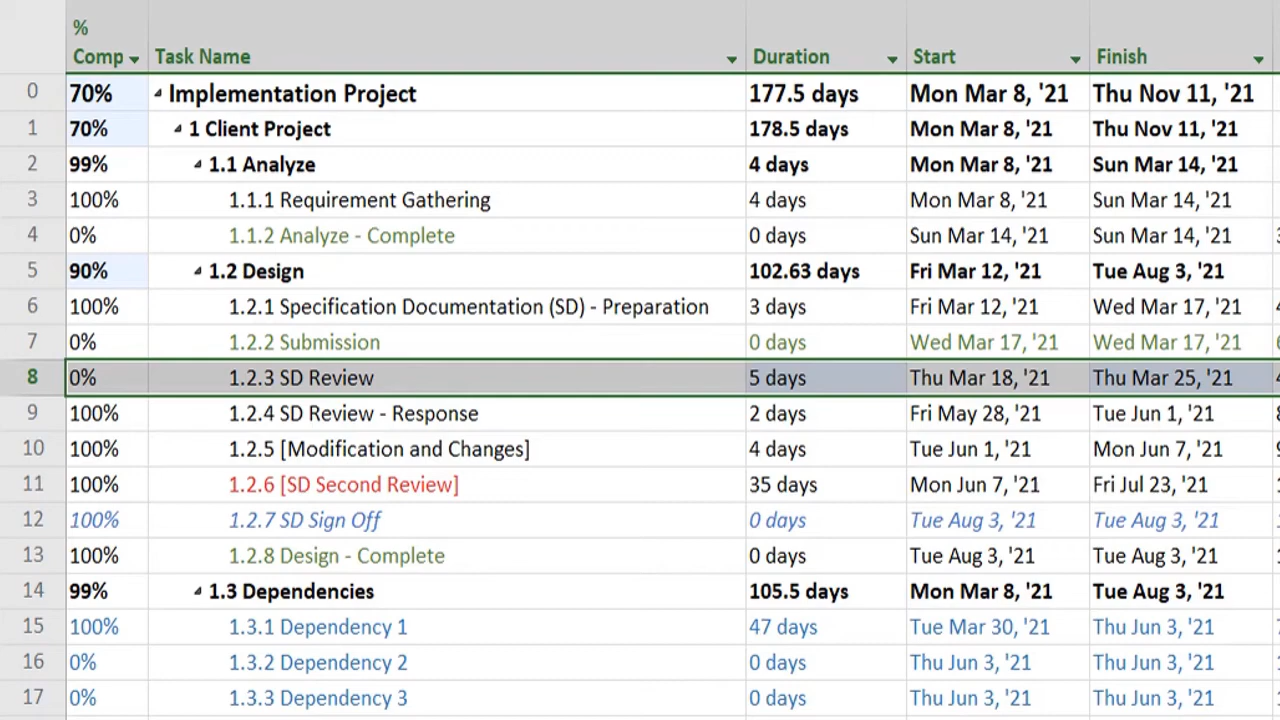 %
Comp Task Name Duration Start Finish
0 70% Implementation Project 177.5 days Mon Mar 8, '21 Thu Nov 11, '21
1 70% 1 Client Project 178.5 days Mon Mar 8, '21 Thu Nov 11, '21
2 99% 1.1 Analyze 4 days Mon Mar 8, '21 Sun Mar 14, '21
3 100% 1.1.1 Requirement Gathering 4 days Mon Mar 8, '21 Sun Mar 14, '21
4 0% 1.1.2 Analyze - Complete 0 days Sun Mar 14, '21 Sun Mar 14, '21
5 90% 1.2 Design 102.63 days Fri Mar 12, '21 Tue Aug 3, '21
6 100% 1.2.1 Specification Documentation (SD) - Preparation 3 days Fri Mar 12, '21 Wed Mar 17, '21
7 0% 1.2.2 Submission 0 days Wed Mar 17, '21 Wed Mar 17, '21
8 0% 1.2.3 SD Review 5 days Thu Mar 18, '21 Thu Mar 25, '21
9 100% 1.2.4 SD Review - Response 2 days Fri May 28, '21 Tue Jun 1, '21
10 100% 1.2.5 [Modification and Changes] 4 days Tue Jun 1, '21 Mon Jun 7, '21
11 100% 1.2.6 [SD Second Review] 35 days Mon Jun 7, '21 Fri Jul 23, '21
12 100% 1.2.7 SD Sign Off 0 days Tue Aug 3, '21 Tue Aug 3, '21
13 100% 1.2.8 Design - Complete 0 days Tue Aug 3, '21 Tue Aug 3, '21
14 99% 1.3 Dependencies 105.5 days Mon Mar 8, '21 Tue Aug 3, '21
15 100% 1.3.1 Dependency 1 47 days Tue Mar 30, '21 Thu Jun 3, '21
16 0% 1.3.2 Dependency 2 0 days Thu Jun 3, '21 Thu Jun 3, '21
17 0% 1.3.3 Dependency 3 0 days Thu Jun 3, '21 Thu Jun 3, '21